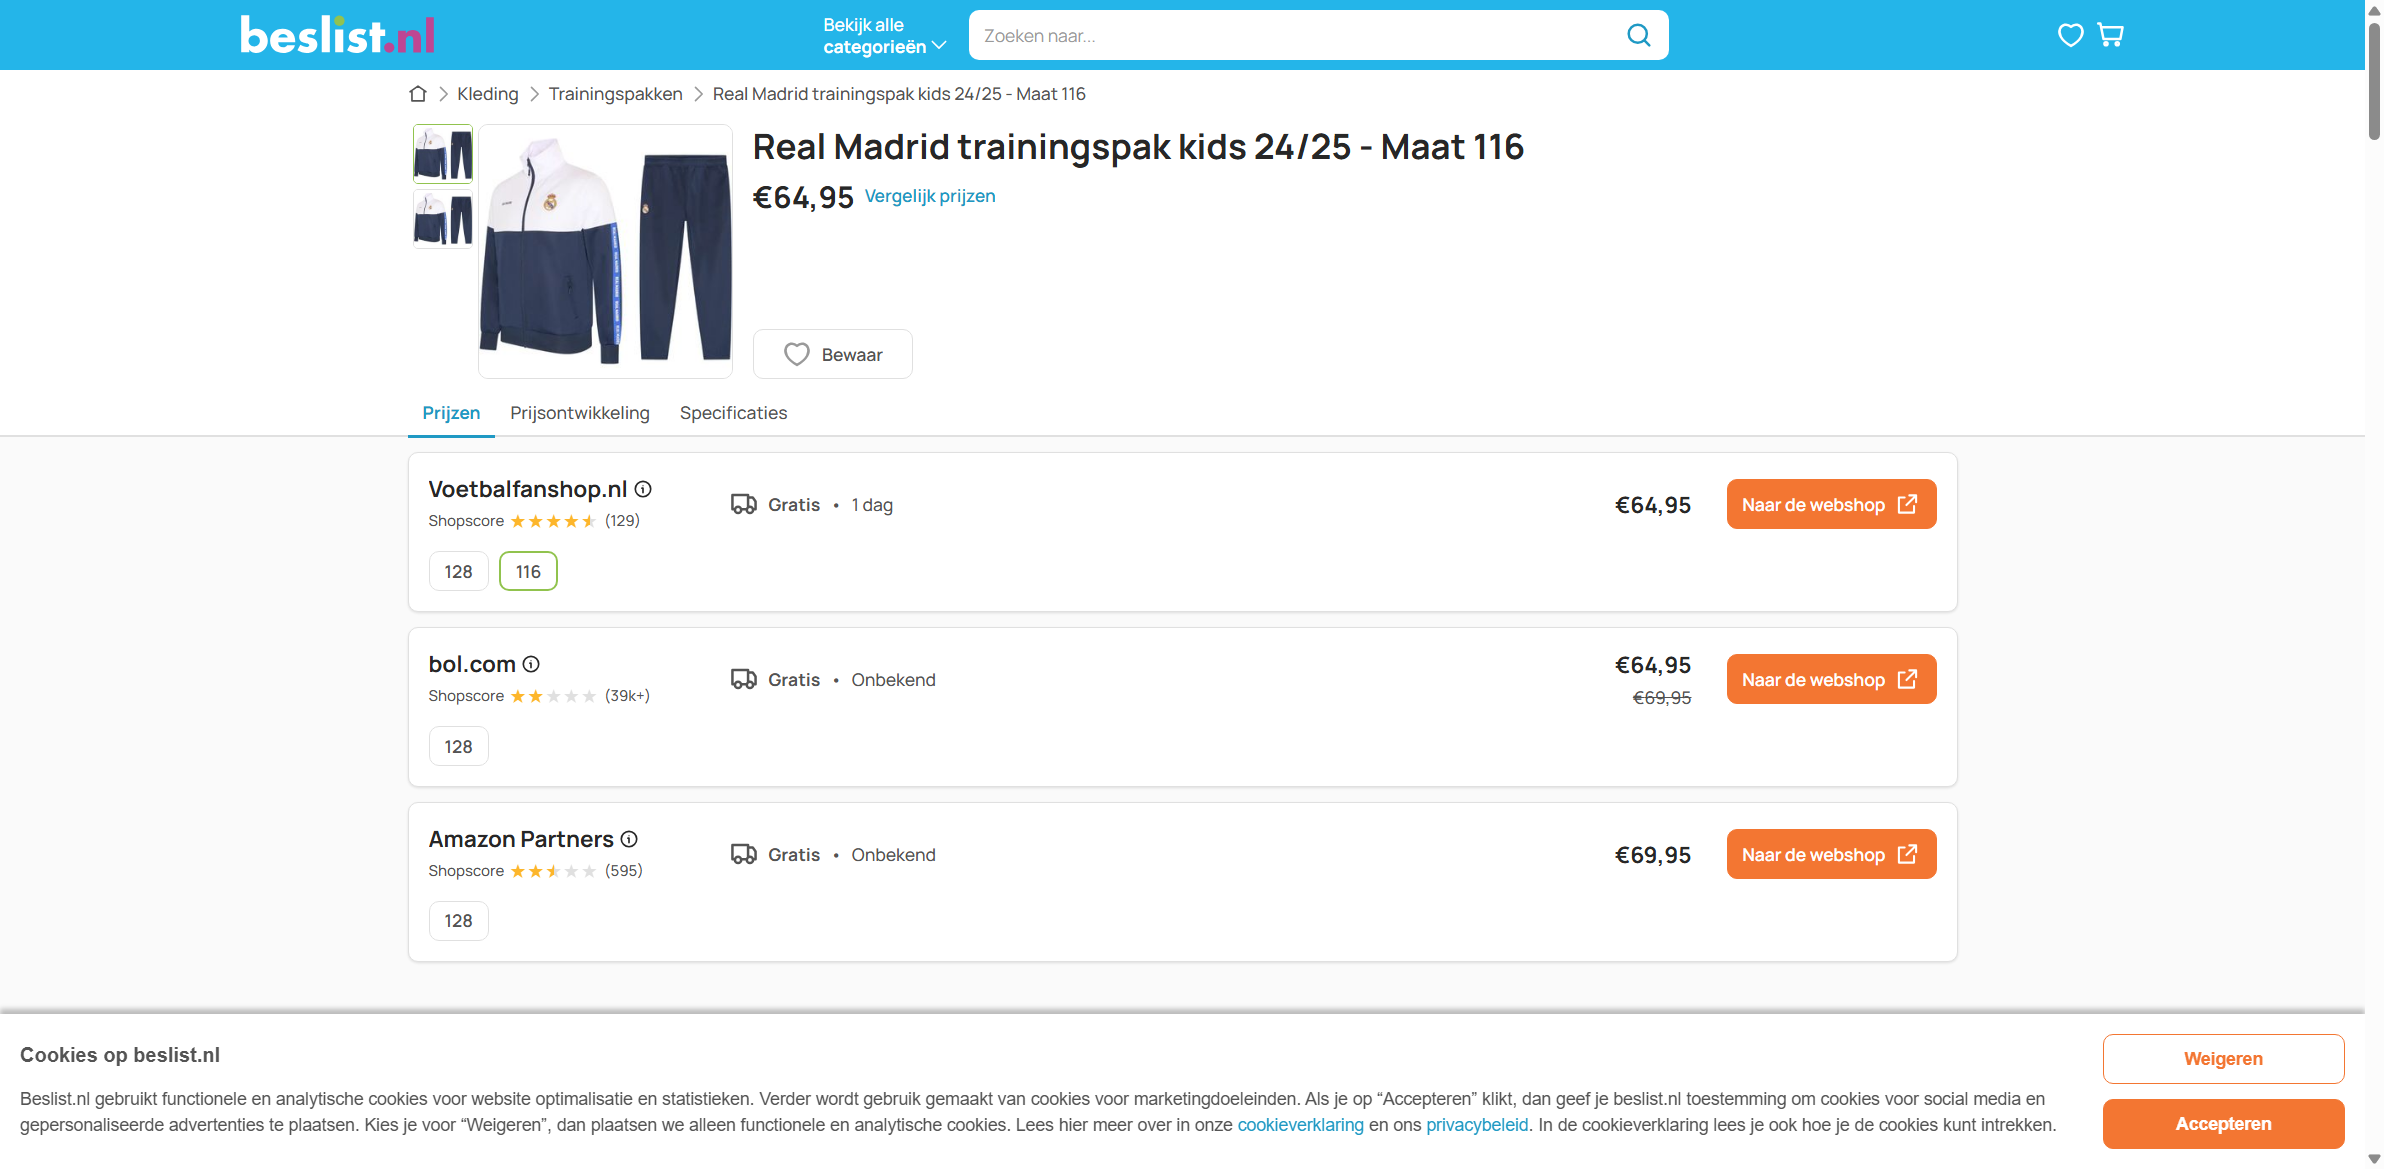 beslist.nl
Bekijk alle
categorieën
Zoeken naar...
Kleding
Trainingspakken
Real Madrid trainingspak kids 24/25 - Maat 116
Real Madrid trainingspak kids 24/25 - Maat 116
€64,95 Vergelijk prijzen
Bewaar
Prijzen
Prijsontwikkeling
Specificaties
Voetbalfanshop.nl
Shopscore (129)
Gratis • 1 dag
€64,95
Naar de webshop
128
116
bol.com
Shopscore (39k+)
Gratis • Onbekend
€64,95
€69,95
Naar de webshop
128
Amazon Partners
Shopscore (595)
Gratis • Onbekend
€69,95
Naar de webshop
128
Cookies op beslist.nl
Beslist.nl gebruikt functionele en analytische cookies voor website optimalisatie en statistieken. Verder wordt gebruik gemaakt van cookies voor marketingdoeleinden. Als je op “Accepteren” klikt, dan geef je beslist.nl toestemming om cookies voor social media en
gepersonaliseerde advertenties te plaatsen. Kies je voor “Weigeren”, dan plaatsen we alleen functionele en analytische cookies. Lees hier meer over in onze cookieverklaring en ons privacybeleid. In de cookieverklaring lees je ook hoe je de cookies kunt intrekken.
Weigeren
Accepteren